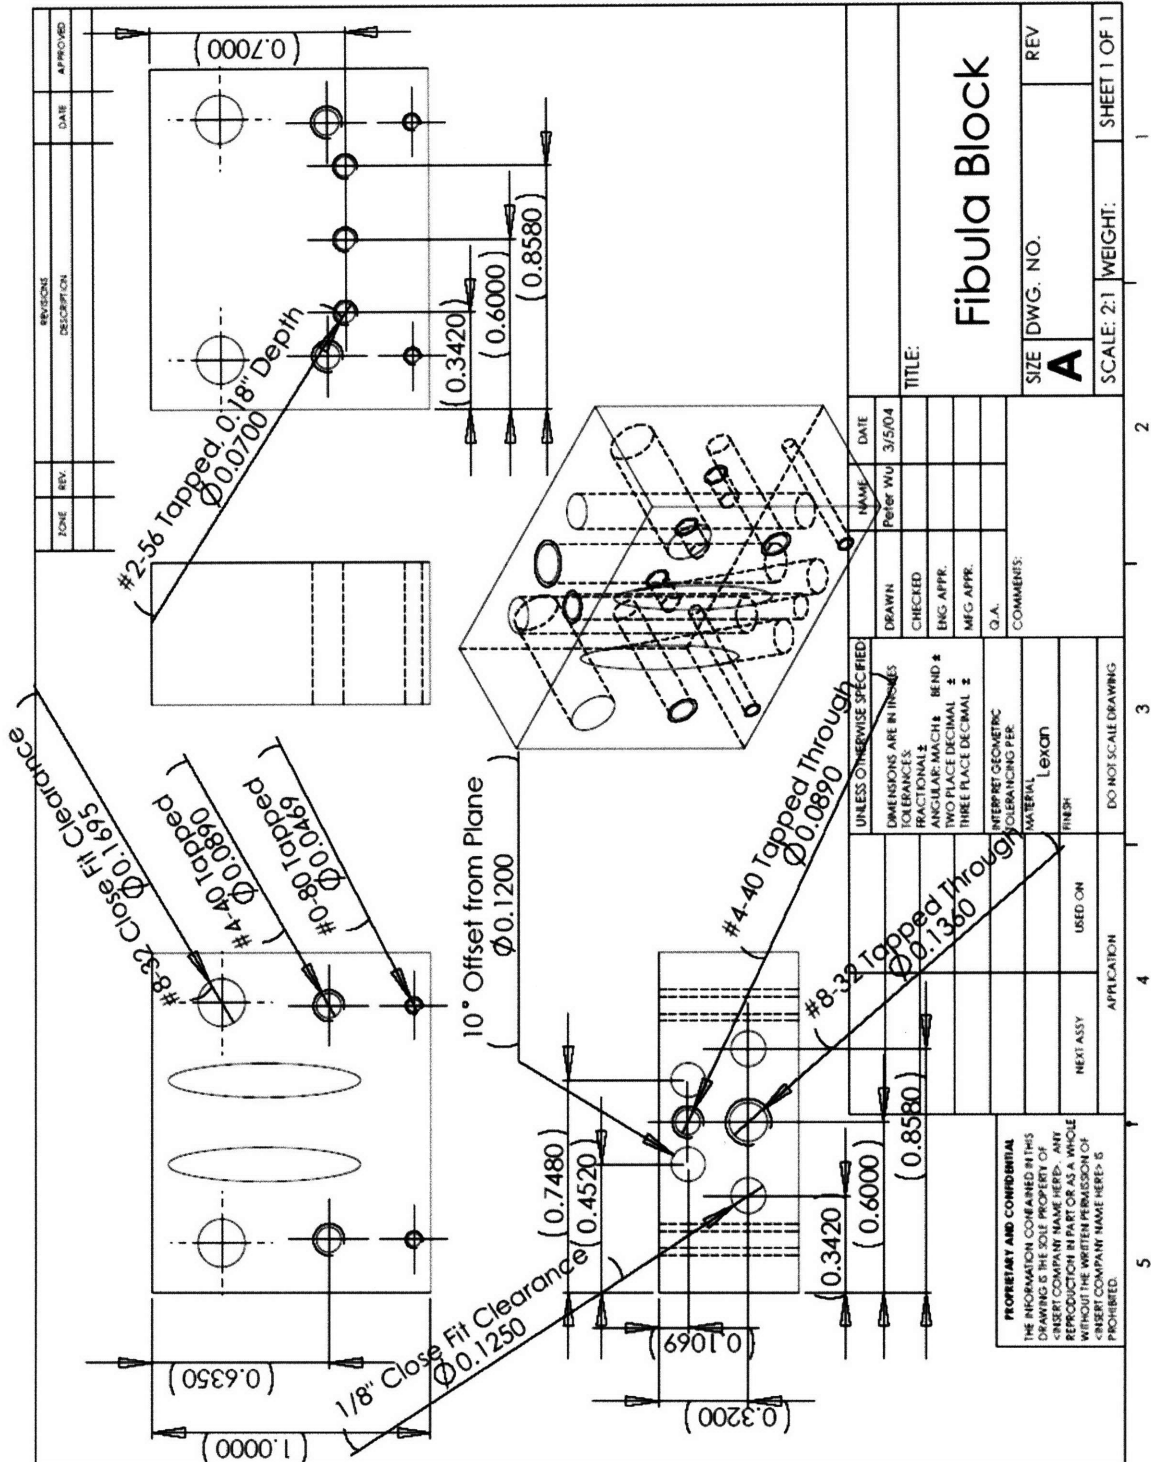 REVISIONS
ZONE REV. DESCRIPTION DATE APPROVED
#8-32 Close Fit Clearance
Ø0.1695
#4-40 Tapped
Ø0.0890
#0-80 Tapped
Ø0.0469
#2-56 Tapped, 0.18" Depth
Ø0.0700
(0.7000)
(0.3420)
(0.6000)
(0.8580)
(0.6350)
(1.0000)
10° Offset from Plane
Ø0.1200
#4-40 Tapped Through
Ø0.0890
#8-32 Tapped Through
Ø0.1360
1/8" Close Fit Clearance
Ø0.1250
(0.7480)
(0.4520)
(0.1069)
(0.3200)
(0.3420)
(0.6000)
(0.8580)
PROPRIETARY AND CONFIDENTIAL
THE INFORMATION CONTAINED IN THIS
DRAWING IS THE SOLE PROPERTY OF
<INSERT COMPANY NAME HERE>. ANY
REPRODUCTION IN PART OR AS A WHOLE
WITHOUT THE WRITTEN PERMISSION OF
<INSERT COMPANY NAME HERE> IS
PROHIBITED.
NEXT ASSY USED ON
APPLICATION
UNLESS OTHERWISE SPECIFIED:
DIMENSIONS ARE IN INCHES
TOLERANCES:
FRACTIONAL ±
ANGULAR: MACH ± BEND ±
TWO PLACE DECIMAL ±
THREE PLACE DECIMAL ±
INTERPRET GEOMETRIC
TOLERANCING PER:
MATERIAL
Lexan
FINISH
DO NOT SCALE DRAWING
NAME DATE
DRAWN Peter Wu 3/5/04
CHECKED
ENG APPR.
MFG APPR.
Q.A.
COMMENTS:
TITLE:
Fibula Block
SIZE DWG. NO. REV
A
SCALE: 2:1 WEIGHT: SHEET 1 OF 1
5 4 3 2 1